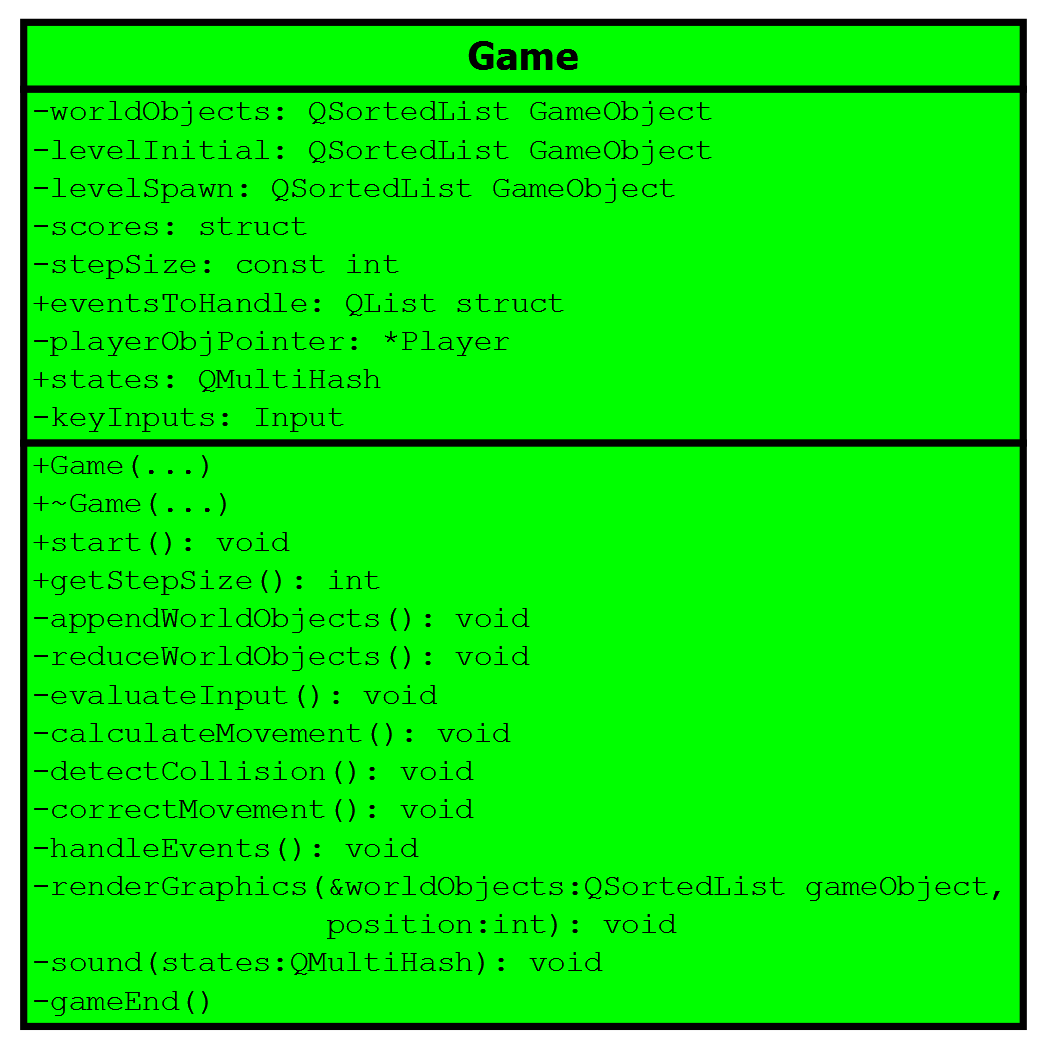 Game
-worldObjects: QSortedList GameObject
-levelInitial: QSortedList GameObject
-levelSpawn: QSortedList GameObject
-scores: struct
-stepSize: const int
+eventsToHandle: QList struct
-playerObjPointer: *Player
+states: QMultiHash
-keyInputs: Input
+Game(...)
+~Game(...)
+start(): void
+getStepSize(): int
-appendWorldObjects(): void
-reduceWorldObjects(): void
-evaluateInput(): void
-calculateMovement(): void
-detectCollision(): void
-correctMovement(): void
-handleEvents(): void
-renderGraphics(&worldObjects:QSortedList gameObject,
position:int): void
-sound(states:QMultiHash): void
-gameEnd()